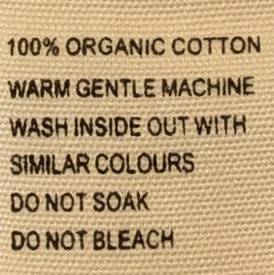 100% ORGANIC COTTON
WARM GENTLE MACHINE
WASH INSIDE OUT WITH
SIMILAR COLOURS
DO NOT SOAK
DO NOT BLEACH